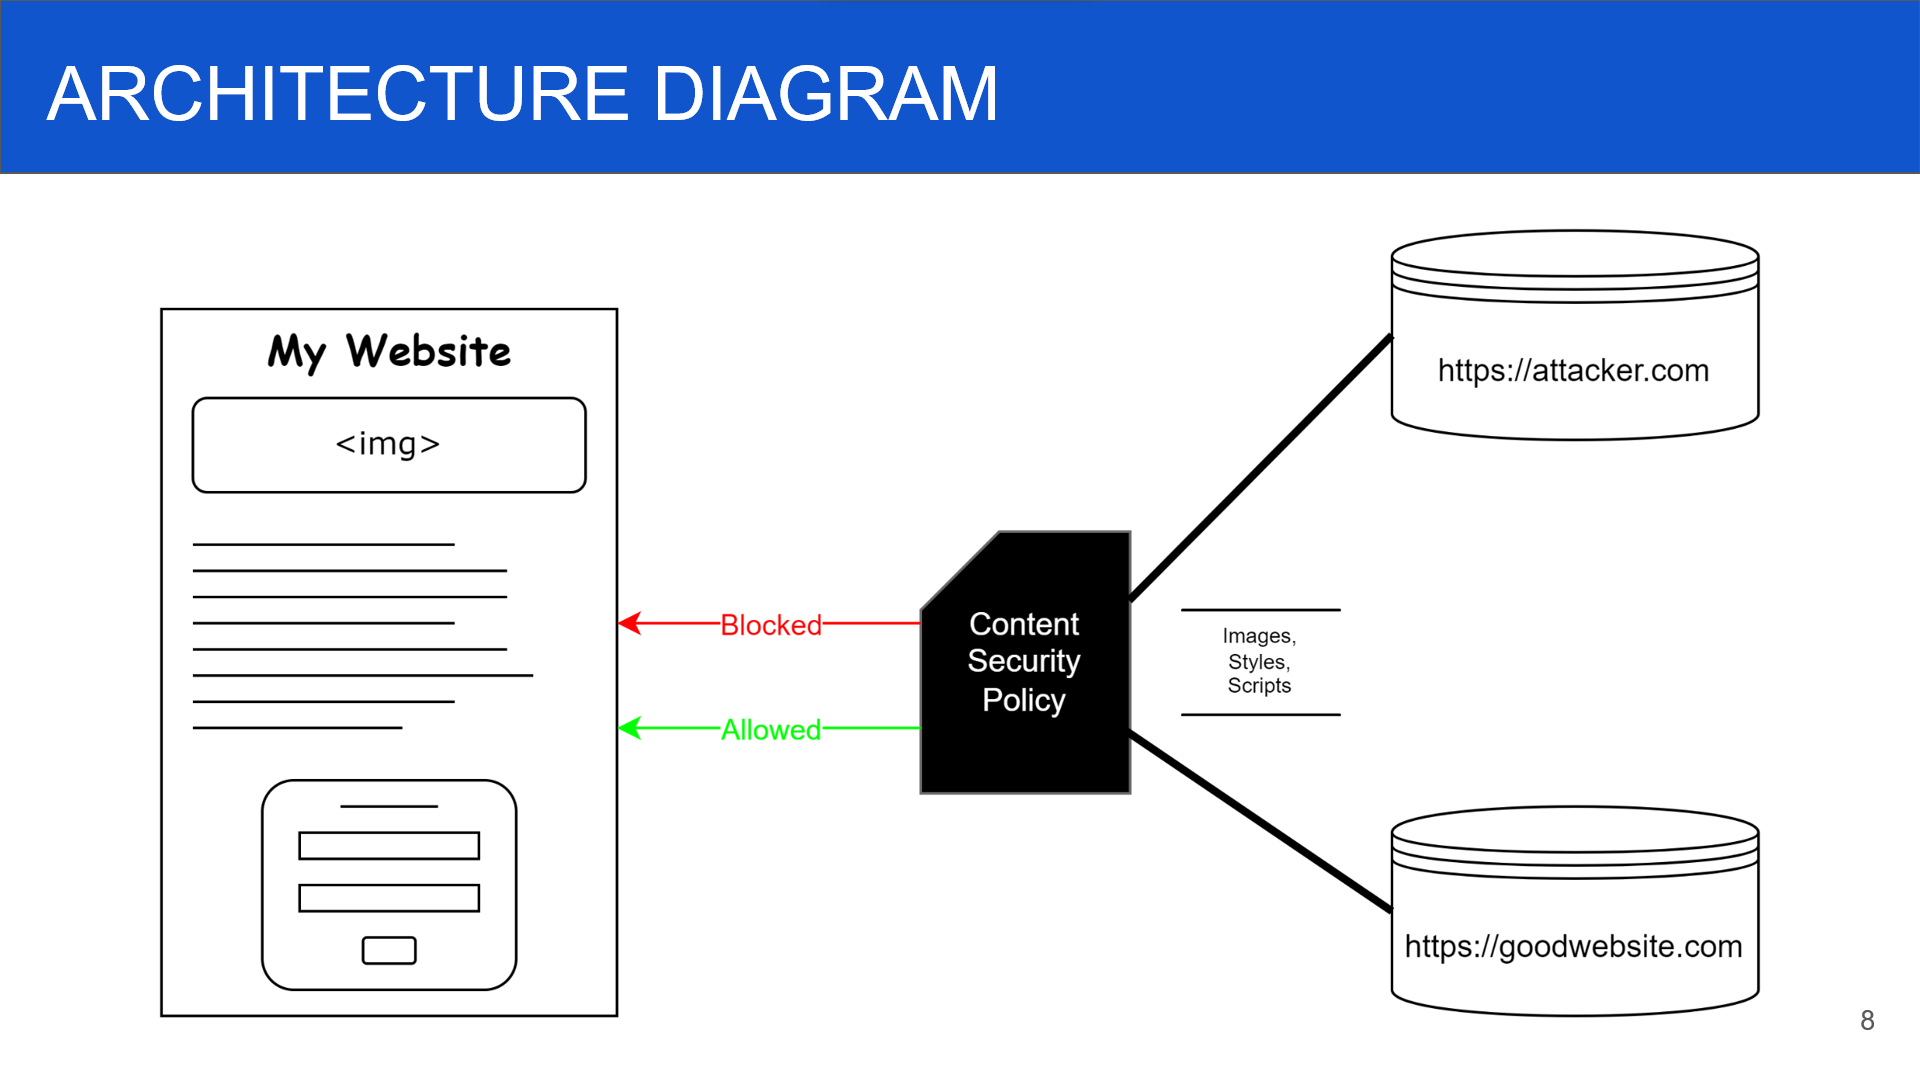 ARCHITECTURE DIAGRAM
My Website
<img>
Blocked
Allowed
Content
Security
Policy
Images,
Styles,
Scripts
https://attacker.com
https://goodwebsite.com
8